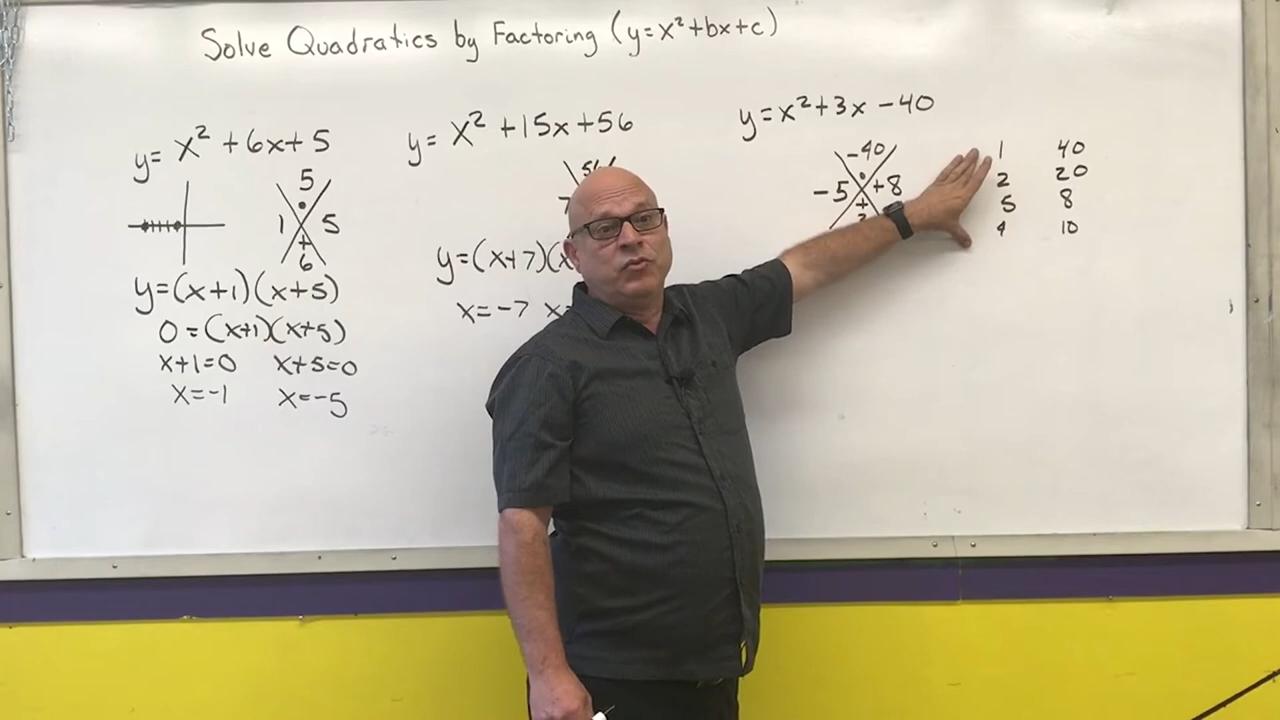 Solve Quadratics by Factoring (y=x²+bx+c)
y=x²+6x+5
5
1 5
+
6
y=(x+1)(x+5)
0=(x+1)(x+5)
x+1=0 x+5=0
x=-1 x=-5
y=x²+15x+56
y=(x+7)(x
x=-7 x=
y=x²+3x-40
-40
-5 +8
+
1 40
2 20
5 8
4 10